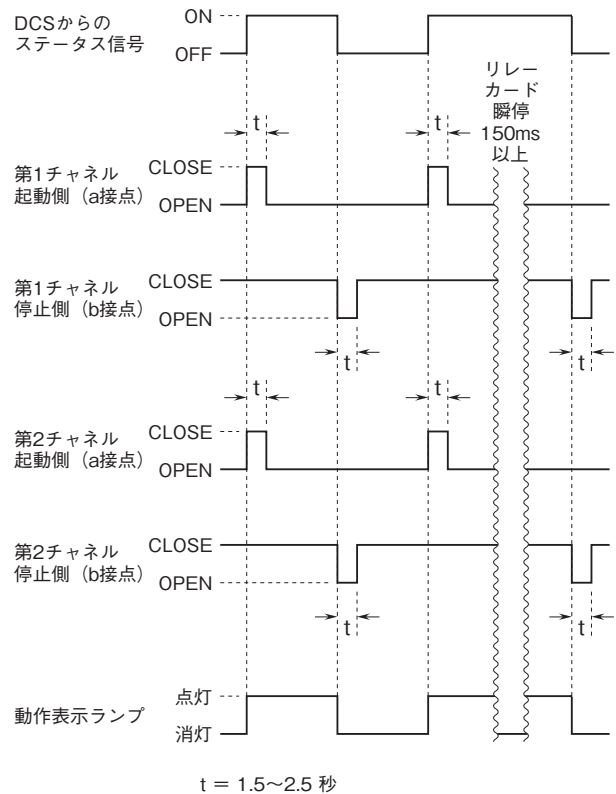 DCSからの
ステータス信号
ON
OFF
リレー
カード
瞬停
150ms
以上
t
t
第1チャネル
起動側（a接点）
CLOSE
OPEN
第1チャネル
停止側（b接点）
CLOSE
OPEN
t
t
t
t
第2チャネル
起動側（a接点）
CLOSE
OPEN
第2チャネル
停止側（b接点）
CLOSE
OPEN
t
t
動作表示ランプ
点灯
消灯
t = 1.5〜2.5 秒